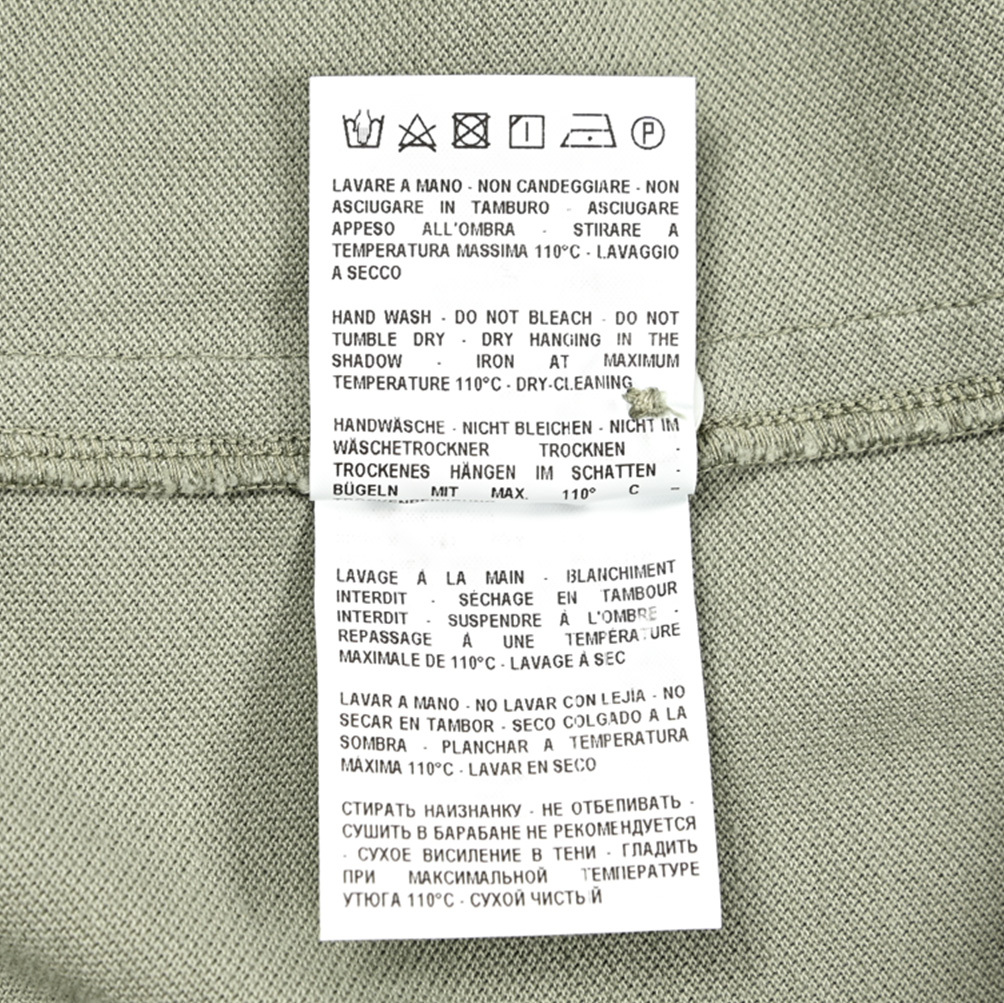 P
LAVARE A MANO - NON CANDEGGIARE - NON
ASCIUGARE IN TAMBURO - ASCIUGARE
APPESO ALL'OMBRA - STIRARE A
TEMPERATURA MASSIMA 110°C - LAVAGGIO
A SECCO
HAND WASH - DO NOT BLEACH - DO NOT
TUMBLE DRY - DRY HANGING IN THE
SHADOW - IRON AT MAXIMUM
TEMPERATURE 110°C - DRY-CLEANING
HANDWÄSCHE - NICHT BLEICHEN - NICHT IM
WÄSCHETROCKNER TROCKNEN -
TROCKENES HÄNGEN IM SCHATTEN -
BÜGELN MIT MAX. 110° C -
LAVAGE À LA MAIN - BLANCHIMENT
INTERDIT - SÉCHAGE EN TAMBOUR
INTERDIT - SUSPENDRE À L'OMBRE -
REPASSAGE À UNE TEMPÉRATURE
MAXIMALE DE 110°C - LAVAGE À SEC
LAVAR A MANO - NO LAVAR CON LEJÍA - NO
SECAR EN TAMBOR - SECO COLGADO A LA
SOMBRA - PLANCHAR A TEMPERATURA
MÁXIMA 110°C - LAVAR EN SECO
СТИРАТЬ НАИЗНАНКУ - НЕ ОТБЕЛИВАТЬ -
СУШИТЬ В БАРАБАНЕ НЕ РЕКОМЕНДУЕТСЯ
- СУХОЕ ВИСИЛЕНИЕ В ТЕНИ - ГЛАДИТЬ
ПРИ МАКСИМАЛЬНОЙ ТЕМПЕРАТУРЕ
УТЮГА 110°C - СУХОЙ ЧИСТЫЙ